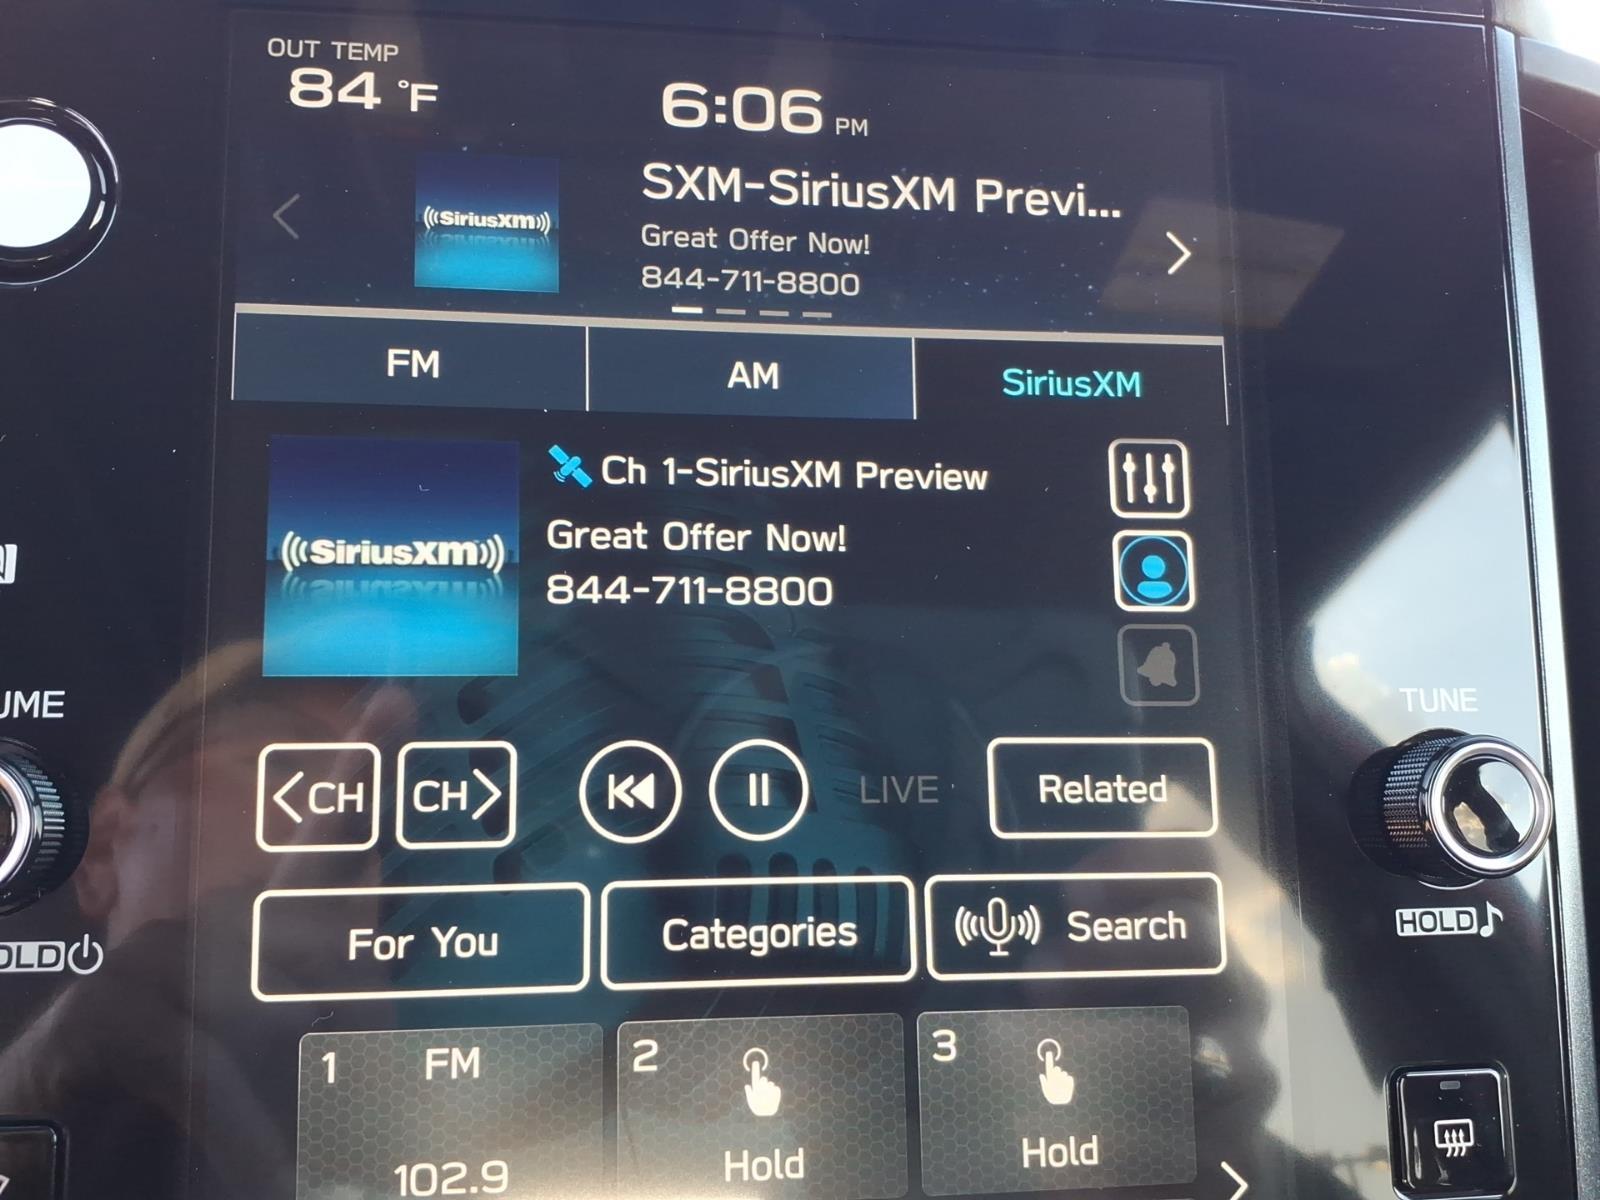 OUT TEMP
84 °F
6:06 PM
((SiriusXM))
SXM-SiriusXM Previ...
Great Offer Now!
844-711-8800
FM
AM
SiriusXM
((SiriusXM))
Ch 1-SiriusXM Preview
Great Offer Now!
844-711-8800
UME
TUNE
<CH
CH>
LIVE
Related
OLD
HOLD
For You
Categories
Search
1
FM
102.9
2
Hold
3
Hold